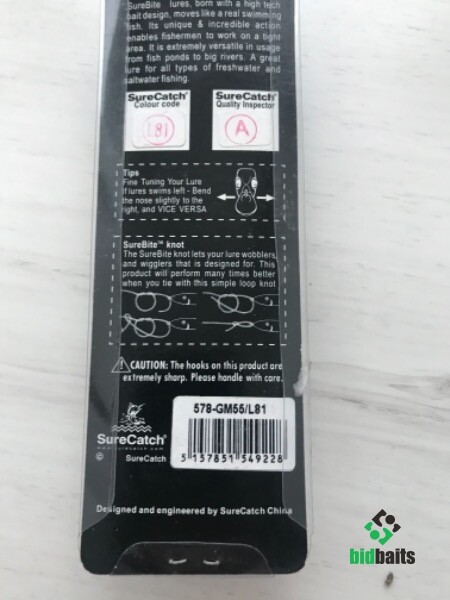 SureBite lures, born with a high tech
bait design, moves like a real swimming
fish. Its unique & incredible action
enables fishermen to work on a tight
area. It is extremely versatile in usage
from fish ponds to big rivers. A great
lure for all types of freshwater and
saltwater fishing.
SureCatch®
Colour code
L81
SureCatch®
Quality Inspector
A
Tips
Fine Tuning Your Lure
If lures swims left - Bend
the nose slightly to the
right, and VICE VERSA
SureBite™ knot
The SureBite knot lets your lure wobblers,
and wigglers that is designed for. This
product will perform many times better
when you tie with this simple loop knot
CAUTION: The hooks on this product are
extremely sharp. Please handle with care.
578-GM55/L81
5 157851 549228
SureCatch®
www.surecatch.com
© SureCatch
Designed and engineered by SureCatch China
bidbaits